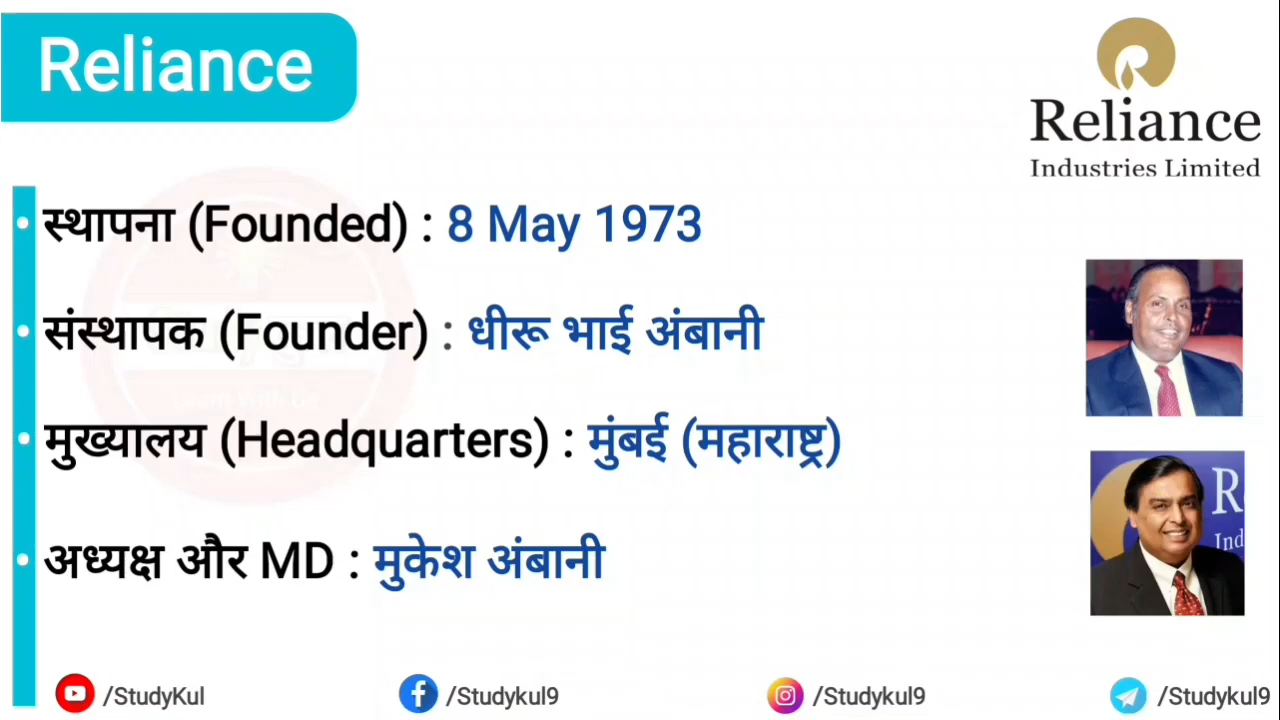 Reliance
Reliance
Industries Limited
• स्थापना (Founded) : 8 May 1973
• संस्थापक (Founder) : धीरू भाई अंबानी
• मुख्यालय (Headquarters) : मुंबई (महाराष्ट्र)
• अध्यक्ष और MD : मुकेश अंबानी
R
Ind
/StudyKul
/Studykul9
/Studykul9
/Studykul9